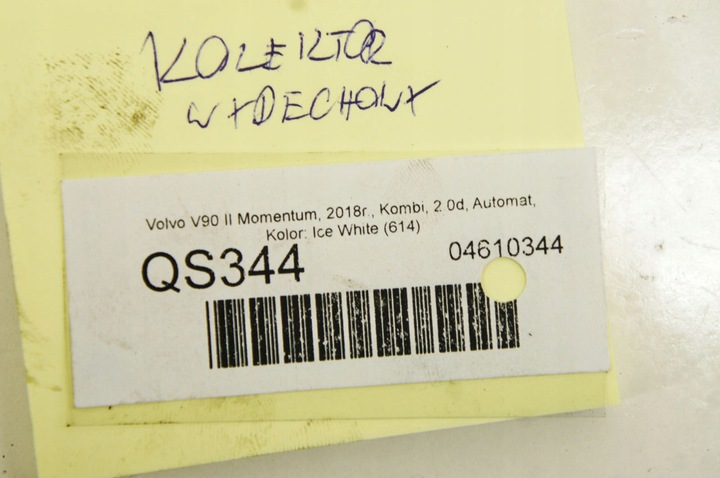 KOLEKTOR
WYDECHOWY
Volvo V90 II Momentum, 2018r., Kombi, 2.0d, Automat,
Kolor: Ice White (614)
QS344
04610344